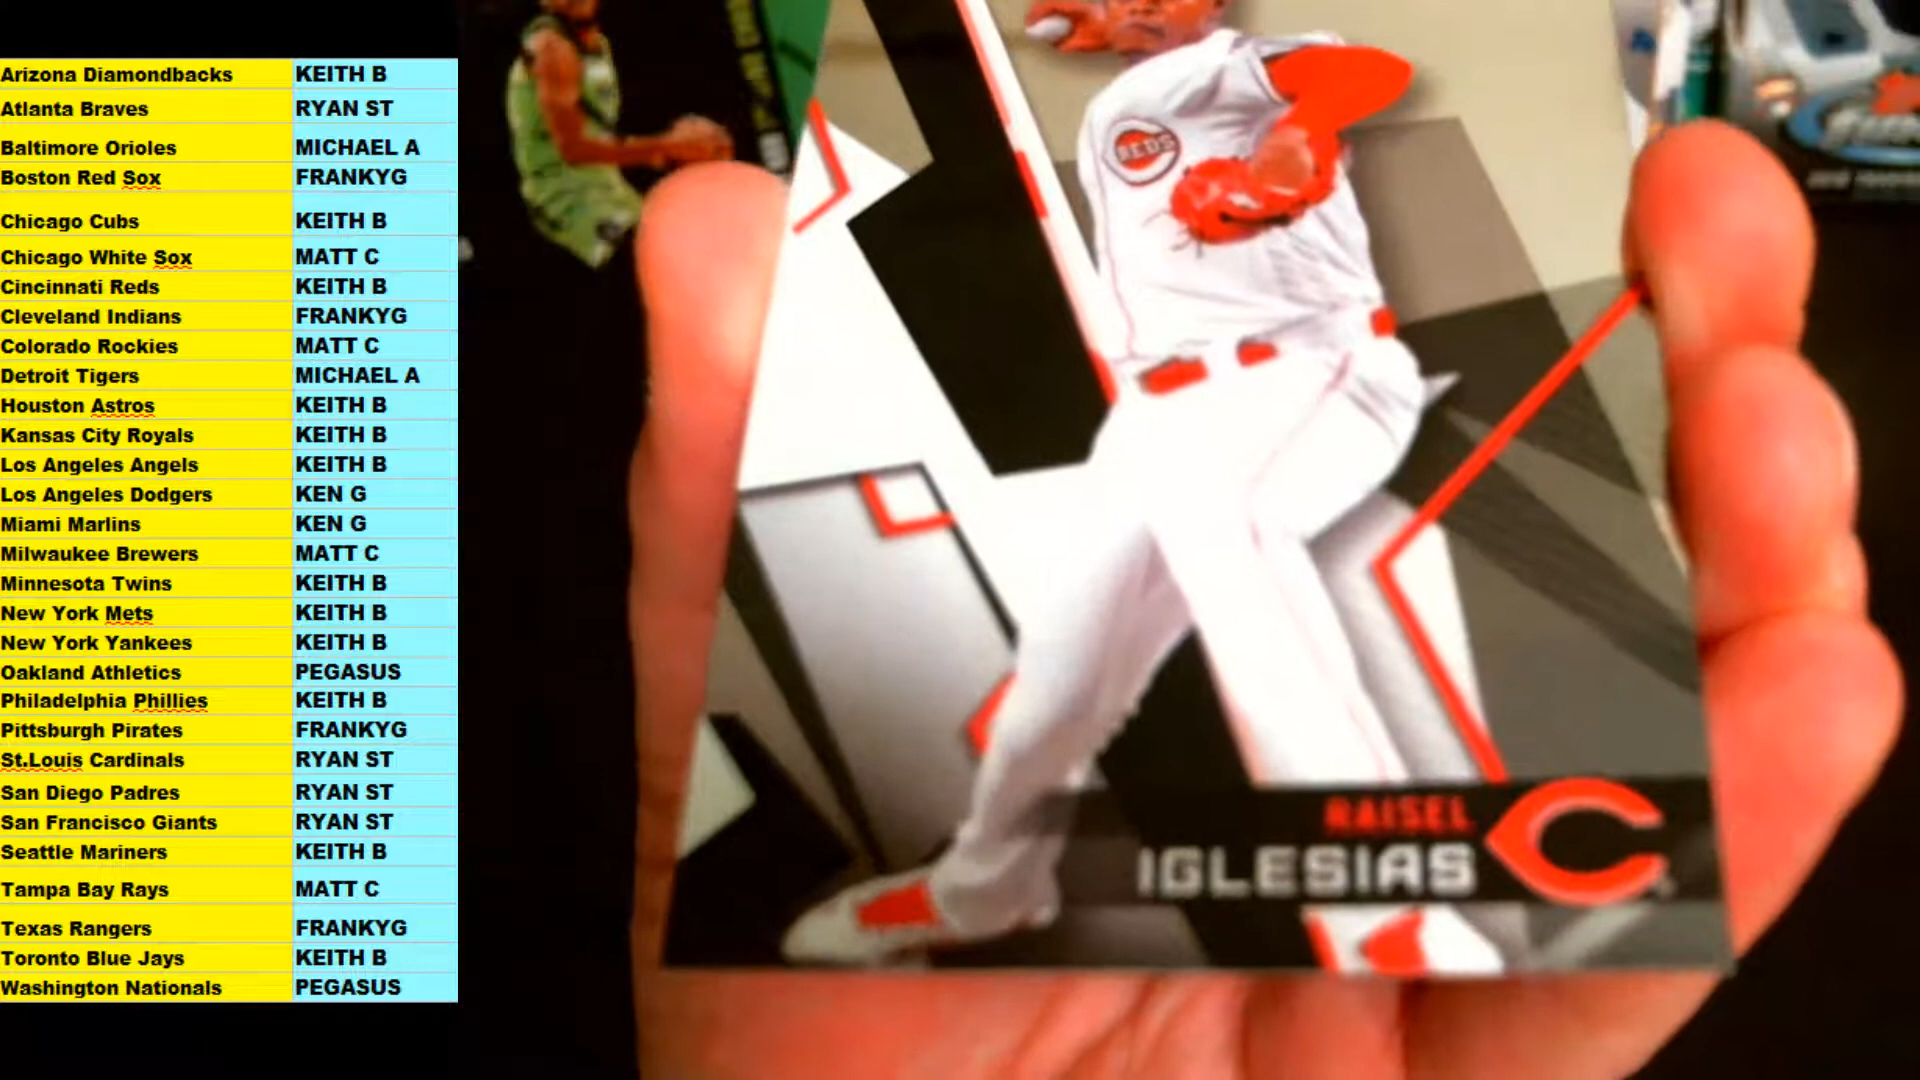 Arizona Diamondbacks KEITH B
Atlanta Braves RYAN ST
Baltimore Orioles MICHAEL A
Boston Red Sox FRANKYG
Chicago Cubs KEITH B
Chicago White Sox MATT C
Cincinnati Reds KEITH B
Cleveland Indians FRANKYG
Colorado Rockies MATT C
Detroit Tigers MICHAEL A
Houston Astros KEITH B
Kansas City Royals KEITH B
Los Angeles Angels KEITH B
Los Angeles Dodgers KEN G
Miami Marlins KEN G
Milwaukee Brewers MATT C
Minnesota Twins KEITH B
New York Mets KEITH B
New York Yankees KEITH B
Oakland Athletics PEGASUS
Philadelphia Phillies KEITH B
Pittsburgh Pirates FRANKYG
St.Louis Cardinals RYAN ST
San Diego Padres RYAN ST
San Francisco Giants RYAN ST
Seattle Mariners KEITH B
Tampa Bay Rays MATT C
Texas Rangers FRANKYG
Toronto Blue Jays KEITH B
Washington Nationals PEGASUS
REDS
RAISEL
IGLESIAS